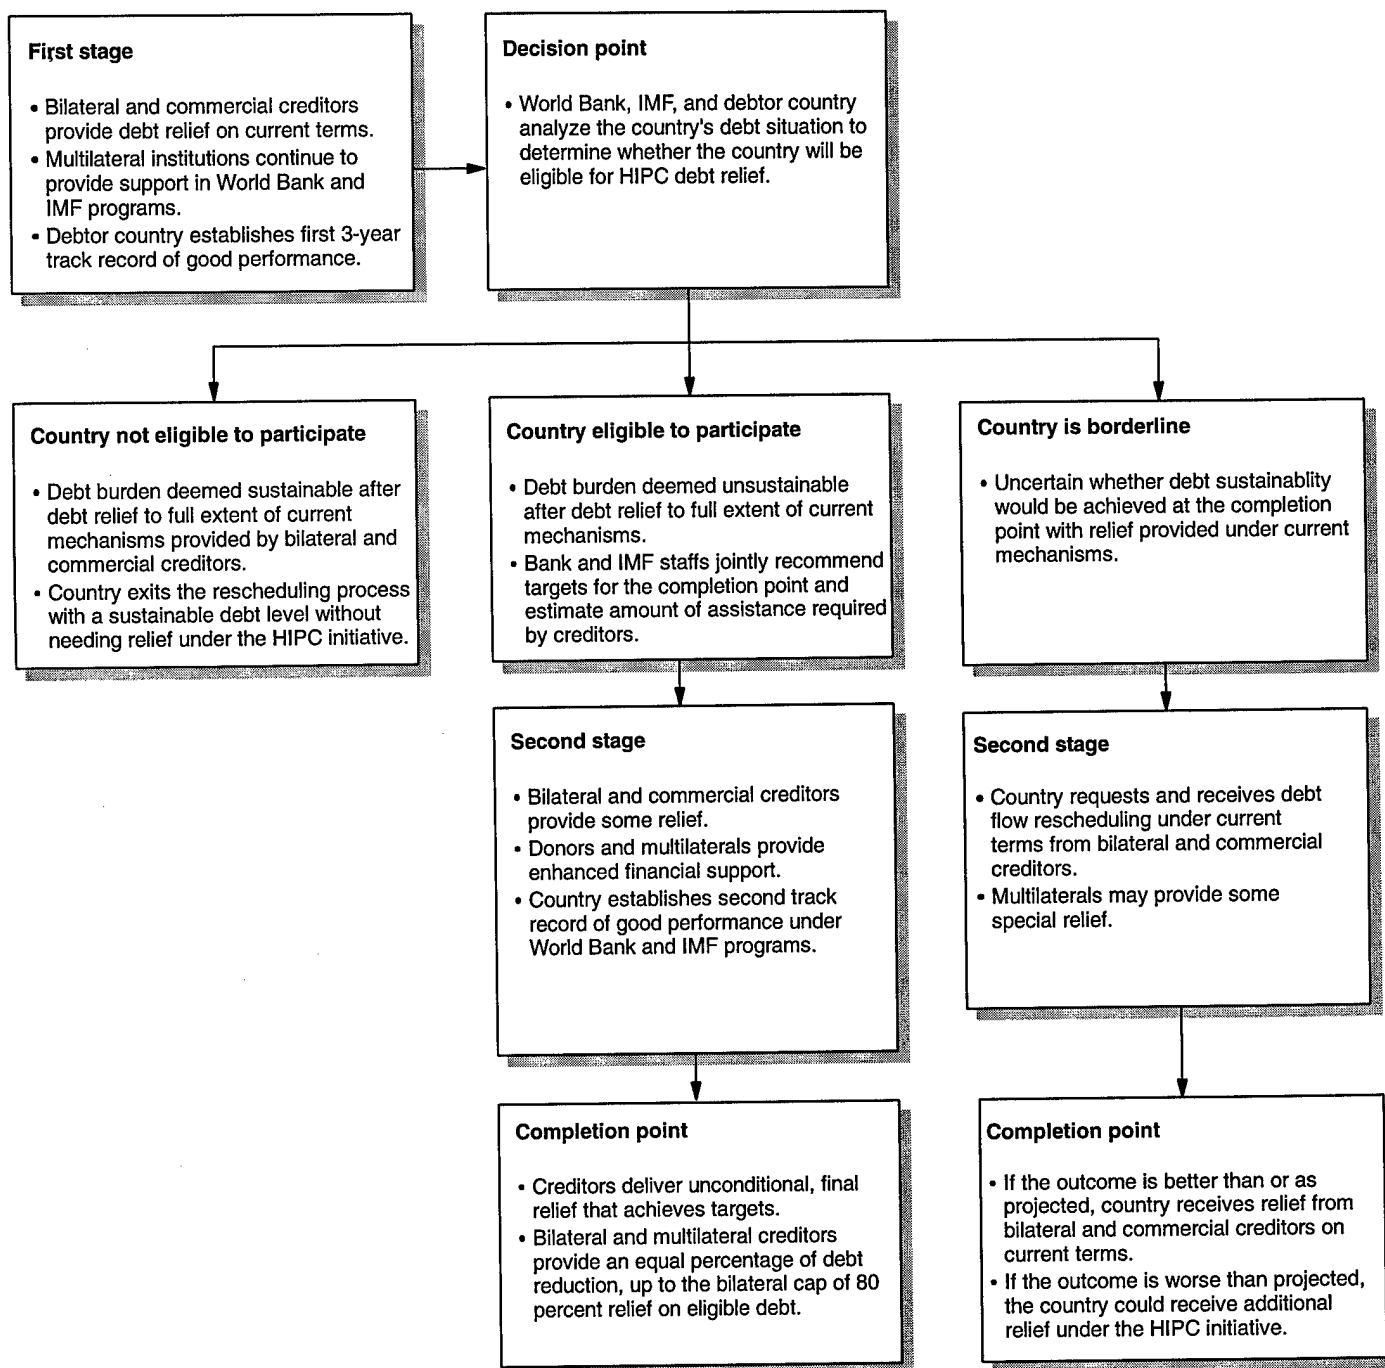 First stage
• Bilateral and commercial creditors
provide debt relief on current terms.
• Multilateral institutions continue to
provide support in World Bank and
IMF programs.
• Debtor country establishes first 3-year
track record of good performance.
Decision point
• World Bank, IMF, and debtor country
analyze the country's debt situation to
determine whether the country will be
eligible for HIPC debt relief.
Country not eligible to participate
• Debt burden deemed sustainable after
debt relief to full extent of current
mechanisms provided by bilateral and
commercial creditors.
• Country exits the rescheduling process
with a sustainable debt level without
needing relief under the HIPC initiative.
Country eligible to participate
• Debt burden deemed unsustainable
after debt relief to full extent of current
mechanisms.
• Bank and IMF staffs jointly recommend
targets for the completion point and
estimate amount of assistance required
by creditors.
Country is borderline
• Uncertain whether debt sustainablity
would be achieved at the completion
point with relief provided under current
mechanisms.
Second stage
• Bilateral and commercial creditors
provide some relief.
• Donors and multilaterals provide
enhanced financial support.
• Country establishes second track
record of good performance under
World Bank and IMF programs.
Second stage
• Country requests and receives debt
flow rescheduling under current
terms from bilateral and commercial
creditors.
• Multilaterals may provide some
special relief.
Completion point
• Creditors deliver unconditional, final
relief that achieves targets.
• Bilateral and multilateral creditors
provide an equal percentage of debt
reduction, up to the bilateral cap of 80
percent relief on eligible debt.
Completion point
• If the outcome is better than or as
projected, country receives relief from
bilateral and commercial creditors on
current terms.
• If the outcome is worse than projected,
the country could receive additional
relief under the HIPC initiative.